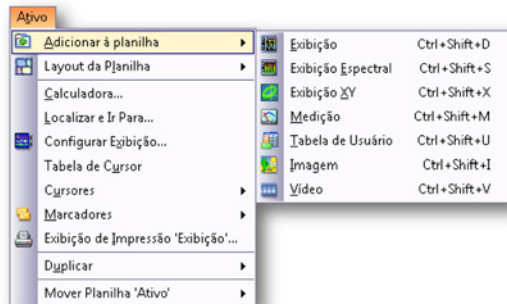 Ativo
Adicionar à planilha
Layout da Planilha
Calculadora...
Localizar e Ir Para...
Configurar Exibição...
Tabela de Cursor
Cursores
Marcadores
Exibição de Impressão 'Exibição'...
Duplicar
Mover Planilha 'Ativo'
Exibição Ctrl+Shift+D
Exibição Espectral Ctrl+Shift+S
Exibição XY Ctrl+Shift+X
Medição Ctrl+Shift+M
Tabela de Usuário Ctrl+Shift+U
Imagem Ctrl+Shift+I
Vídeo Ctrl+Shift+V